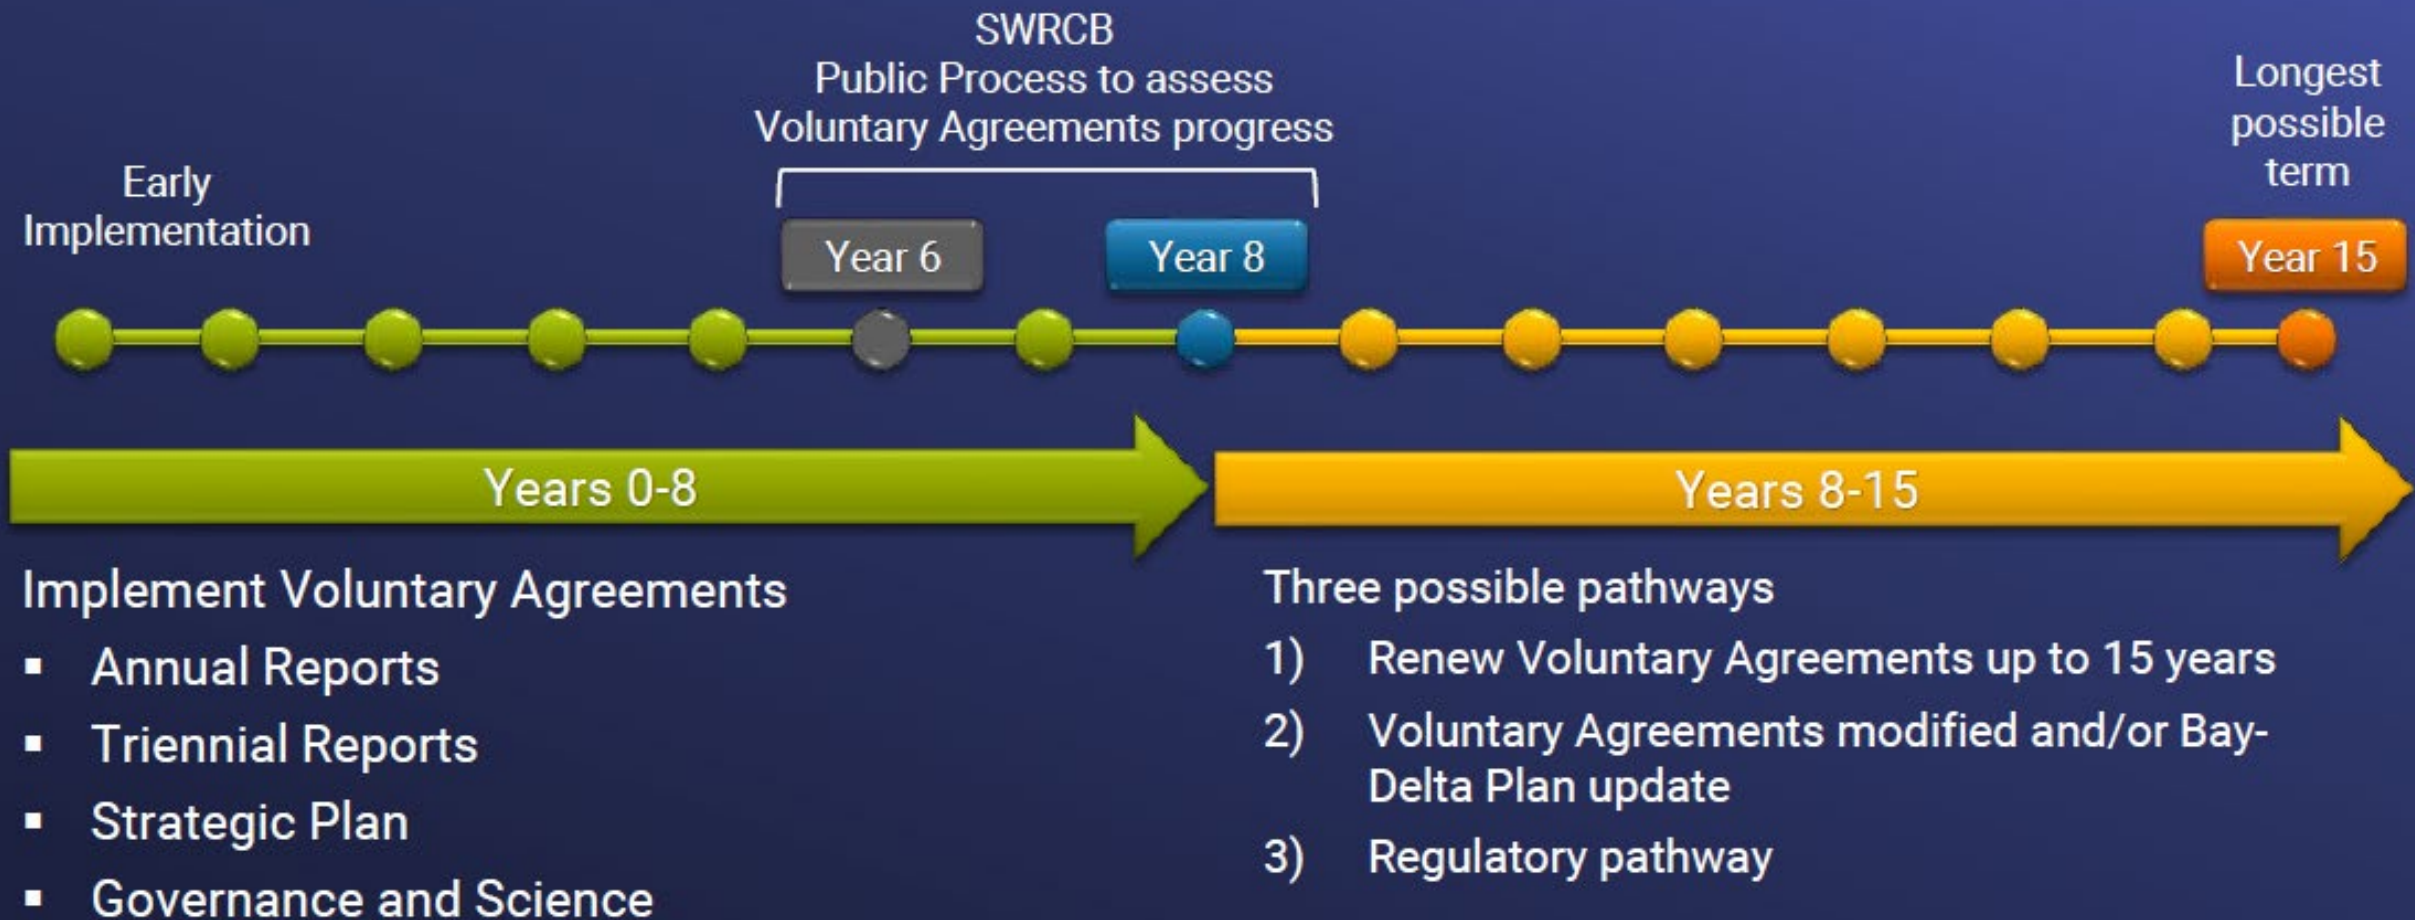 SWRCB
Public Process to assess
Voluntary Agreements progress
Longest
possible
term
Early
Implementation
Year 6
Year 8
Year 15
Years 0-8
Years 8-15
Implement Voluntary Agreements
▪ Annual Reports
▪ Triennial Reports
▪ Strategic Plan
▪ Governance and Science
Three possible pathways
1) Renew Voluntary Agreements up to 15 years
2) Voluntary Agreements modified and/or Bay-
Delta Plan update
3) Regulatory pathway